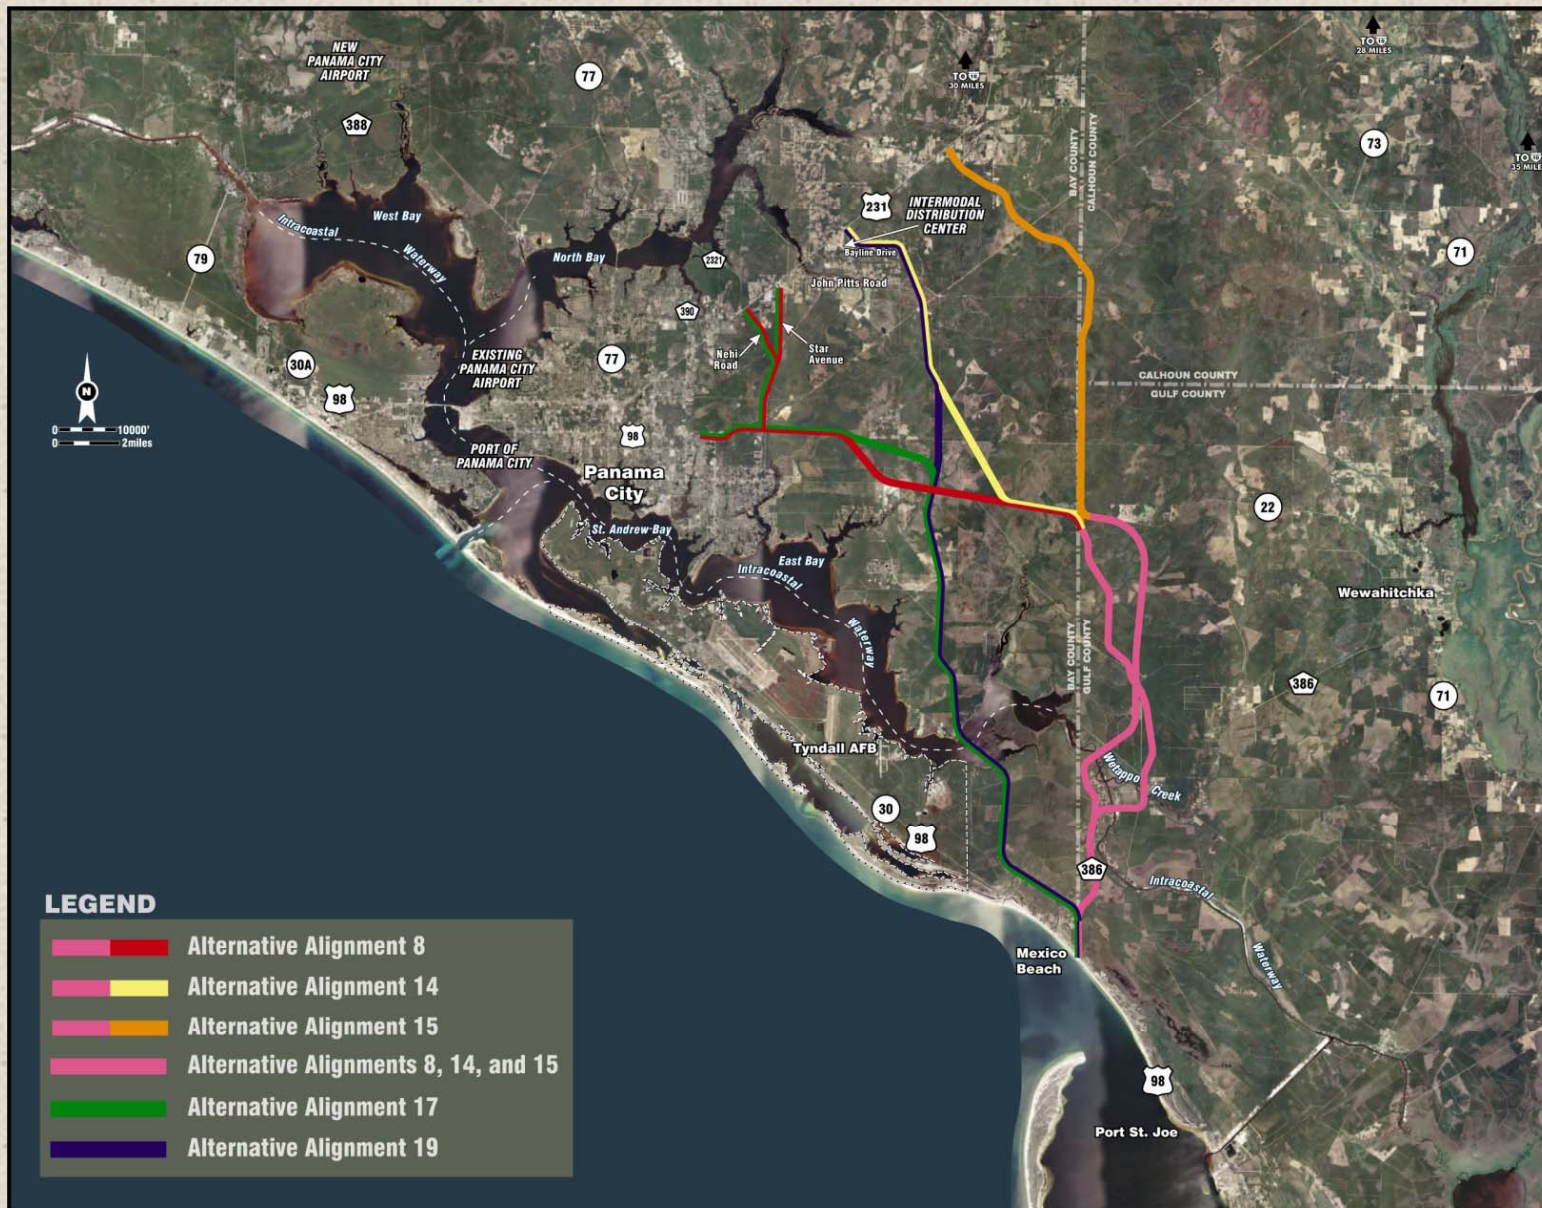 NEW
PANAMA CITY
AIRPORT
77
388
TO 10
30 MILES
TO 10
28 MILES
BAY COUNTY
CALHOUN COUNTY
73
TO 10
35 MILE
231
INTERMODAL
DISTRIBUTION
CENTER
West Bay
Intracoastal
Waterway
79
North Bay
2321
Bayline Drive
71
John Pitts Road
390
Nehi
Road
Star
Avenue
30A
98
EXISTING
PANAMA CITY
AIRPORT
77
CALHOUN COUNTY
GULF COUNTY
N
0 10000'
0 2miles
98
PORT OF
PANAMA CITY
Panama
City
22
St. Andrew Bay
East Bay
Intracoastal
Waterway
Wewahitchka
BAY COUNTY
GULF COUNTY
386
71
Tyndall AFB
Wetappo
Creek
30
98
386
Intracoastal
Waterway
Mexico
Beach
98
Port St. Joe
LEGEND
Alternative Alignment 8
Alternative Alignment 14
Alternative Alignment 15
Alternative Alignments 8, 14, and 15
Alternative Alignment 17
Alternative Alignment 19